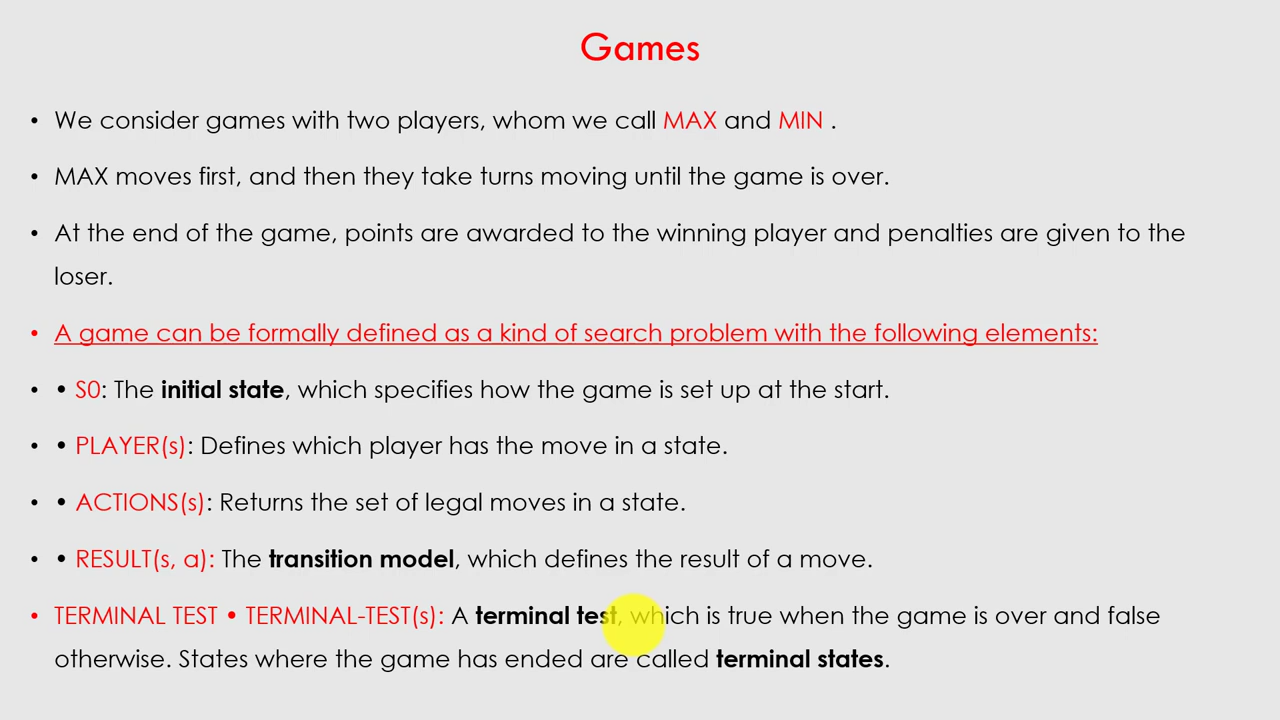 Games
• We consider games with two players, whom we call MAX and MIN .
• MAX moves first, and then they take turns moving until the game is over.
• At the end of the game, points are awarded to the winning player and penalties are given to the
loser.
• A game can be formally defined as a kind of search problem with the following elements:
• • S0: The initial state, which specifies how the game is set up at the start.
• • PLAYER(s): Defines which player has the move in a state.
• • ACTIONS(s): Returns the set of legal moves in a state.
• • RESULT(s, a): The transition model, which defines the result of a move.
• TERMINAL TEST • TERMINAL-TEST(s): A terminal test, which is true when the game is over and false
otherwise. States where the game has ended are called terminal states.